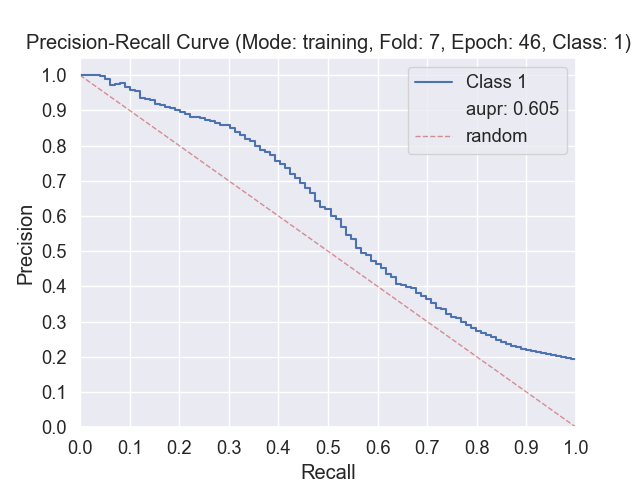 Precision-Recall Curve (Mode: training, Fold: 7, Epoch: 46, Class: 1)
Class 1
aupr: 0.605
random
Precision
1.0
0.9
0.8
0.7
0.6
0.5
0.4
0.3
0.2
0.1
0.0
0.0 0.1 0.2 0.3 0.4 0.5 0.6 0.7 0.8 0.9 1.0
Recall